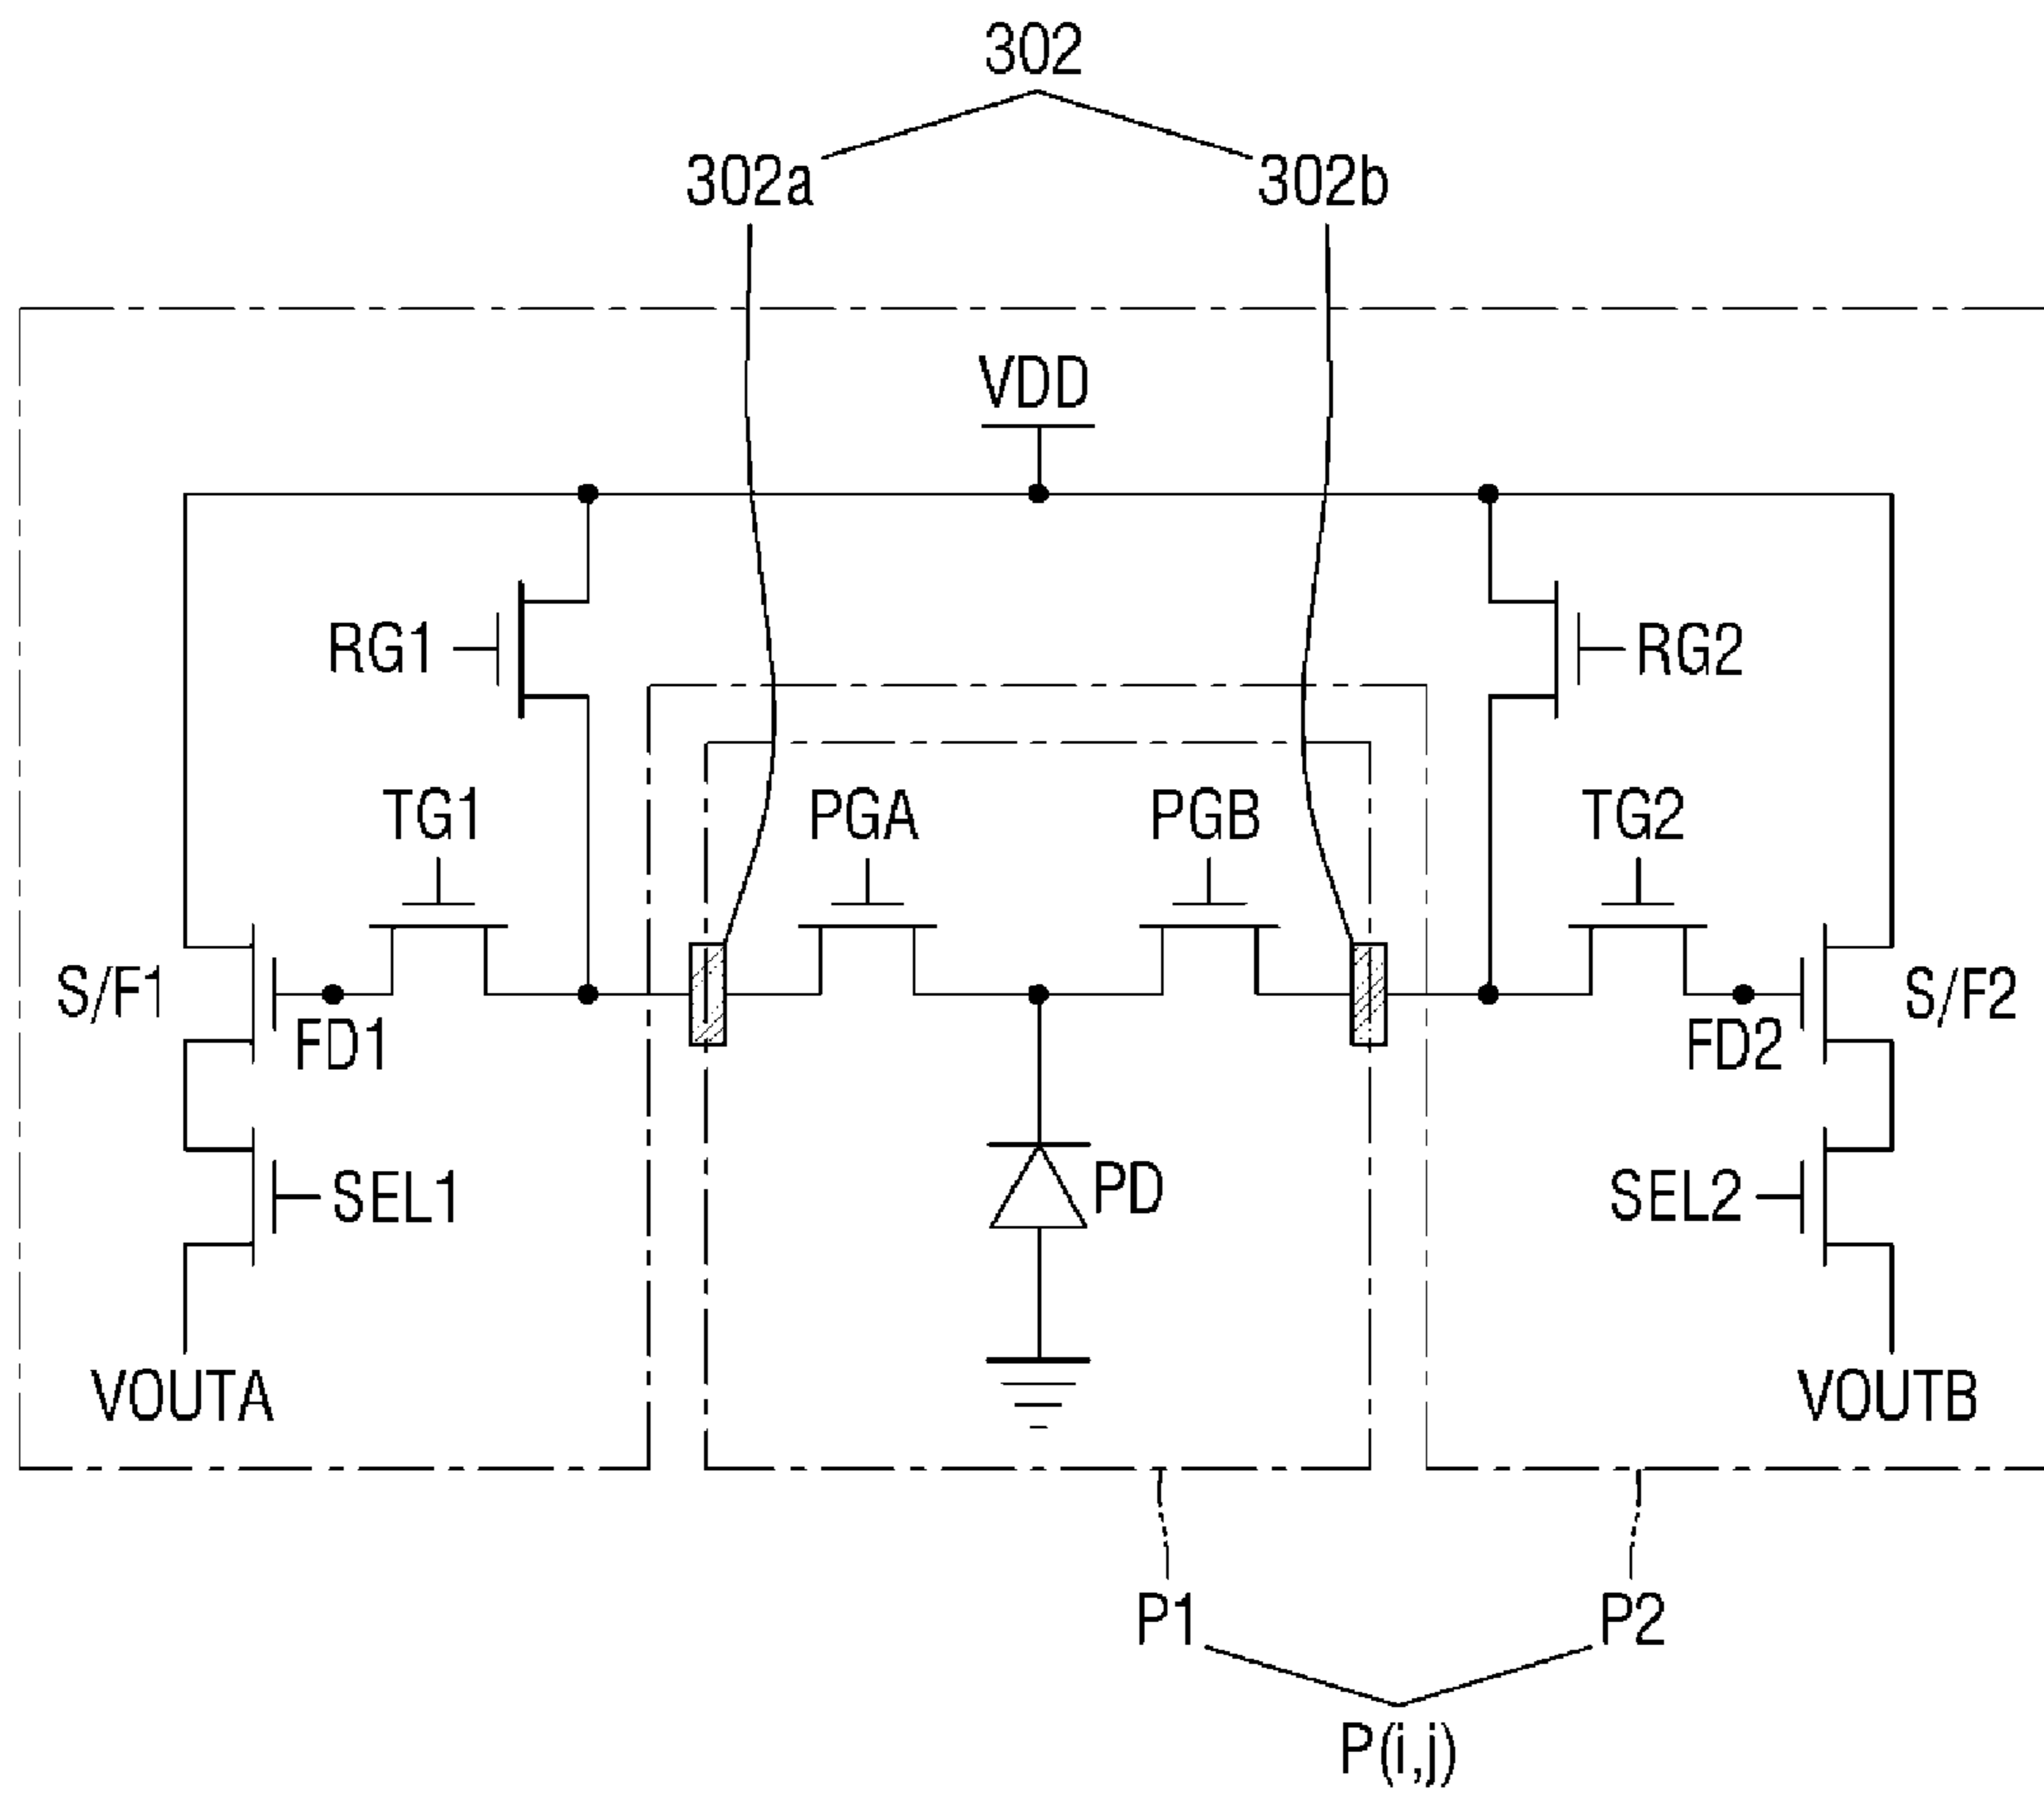 302
302a 302b
VDD
RG1 RG2
TG1 PGA PGB TG2
S/F1 FD1 FD2 S/F2
SEL1 PD SEL2
VOUTA VOUTB
P1 P2
P(i,j)